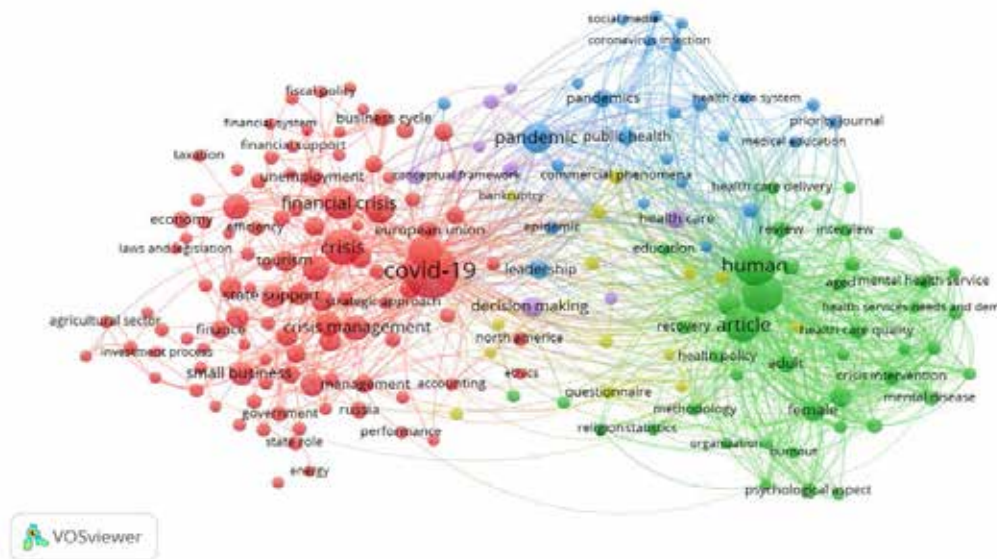 social media
coronavirus infection
fiscal policy
pandemics
health care system
business cycle
financial system
priority journal
pandemic
public health
financial support
medical education
taxation
unemployment
conceptual framework
commercial phenomena
health care delivery
bankruptcy
financial crisis
economy
health care
efficiency
european union
epidemic
review
interview
laws and legislation
crisis
education
tourism
covid-19
leadership
human
aged
mental health service
state support
strategic approach
decision making
health services needs and dem
agricultural sector
finance
crisis management
recovery
article
health care quality
north america
investment process
health policy
adult
small business
ethics
crisis intervention
management
accounting
questionnaire
mental disease
government
russia
methodology
female
state role
performance
religion
statistics
organization
burnout
energy
psychological aspect
VOSviewer